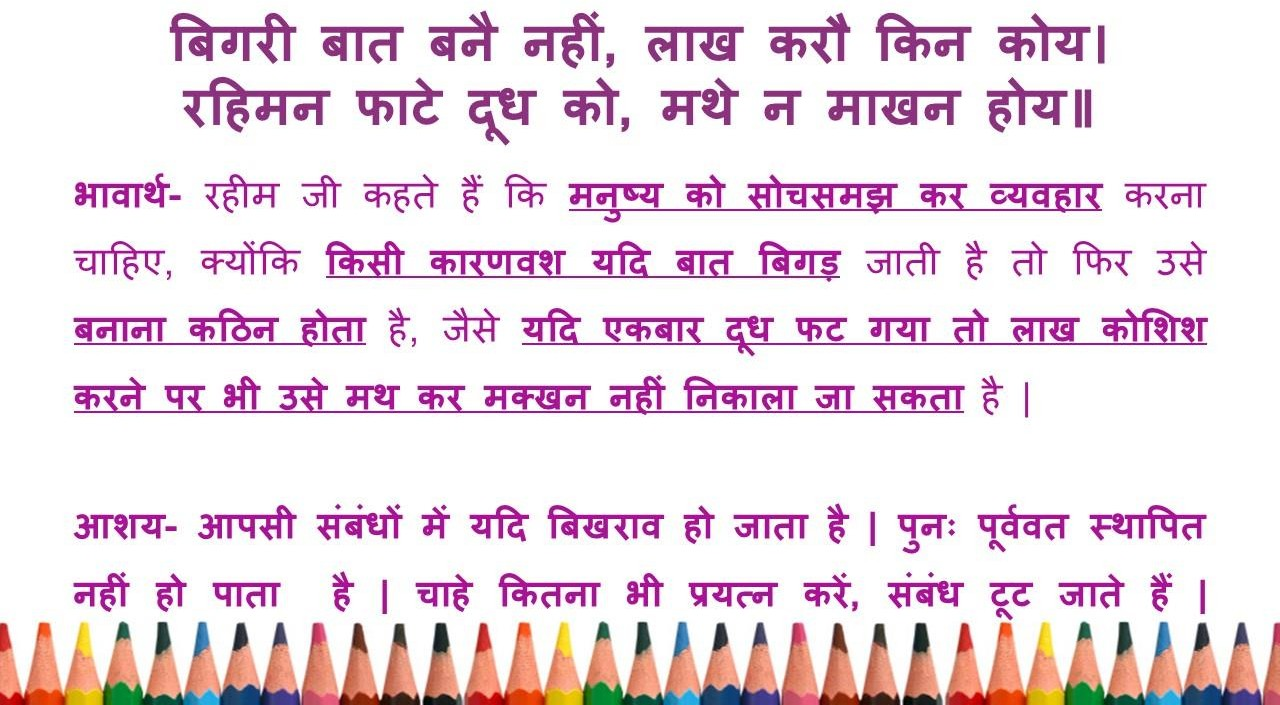 बिगरी बात बनै नहीं, लाख करौ किन कोय।
रहिमन फाटे दूध को, मथे न माखन होय॥
भावार्थ- रहीम जी कहते हैं कि मनुष्य को सोचसमझ कर व्यवहार करना
चाहिए, क्योंकि किसी कारणवश यदि बात बिगड़ जाती है तो फिर उसे
बनाना कठिन होता है, जैसे यदि एकबार दूध फट गया तो लाख कोशिश
करने पर भी उसे मथ कर मक्खन नहीं निकाला जा सकता है |
आशय- आपसी संबंधों में यदि बिखराव हो जाता है | पुनः पूर्ववत स्थापित
नहीं हो पाता है | चाहे कितना भी प्रयत्न करें, संबंध टूट जाते हैं |